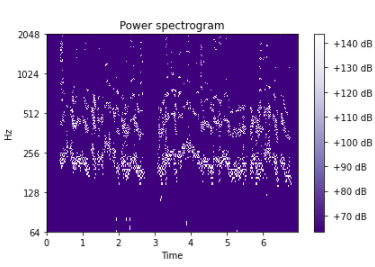 Power spectrogram
2048
1024
512
256
128
64
Hz
0 1 2 3 4 5 6
Time
+140 dB
+130 dB
+120 dB
+110 dB
+100 dB
+90 dB
+80 dB
+70 dB